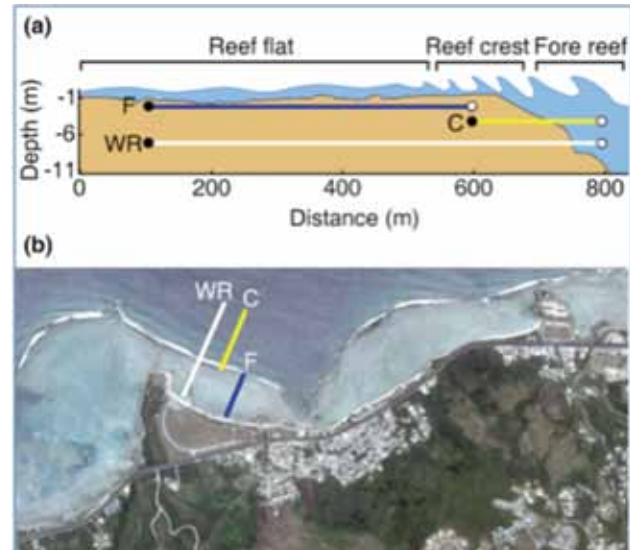 (a)
Reef flat Reef crest Fore reef
-1
F
C
-6
WR
-11
Depth (m)
0 200 400 600 800
Distance (m)
(b)
WR C
F